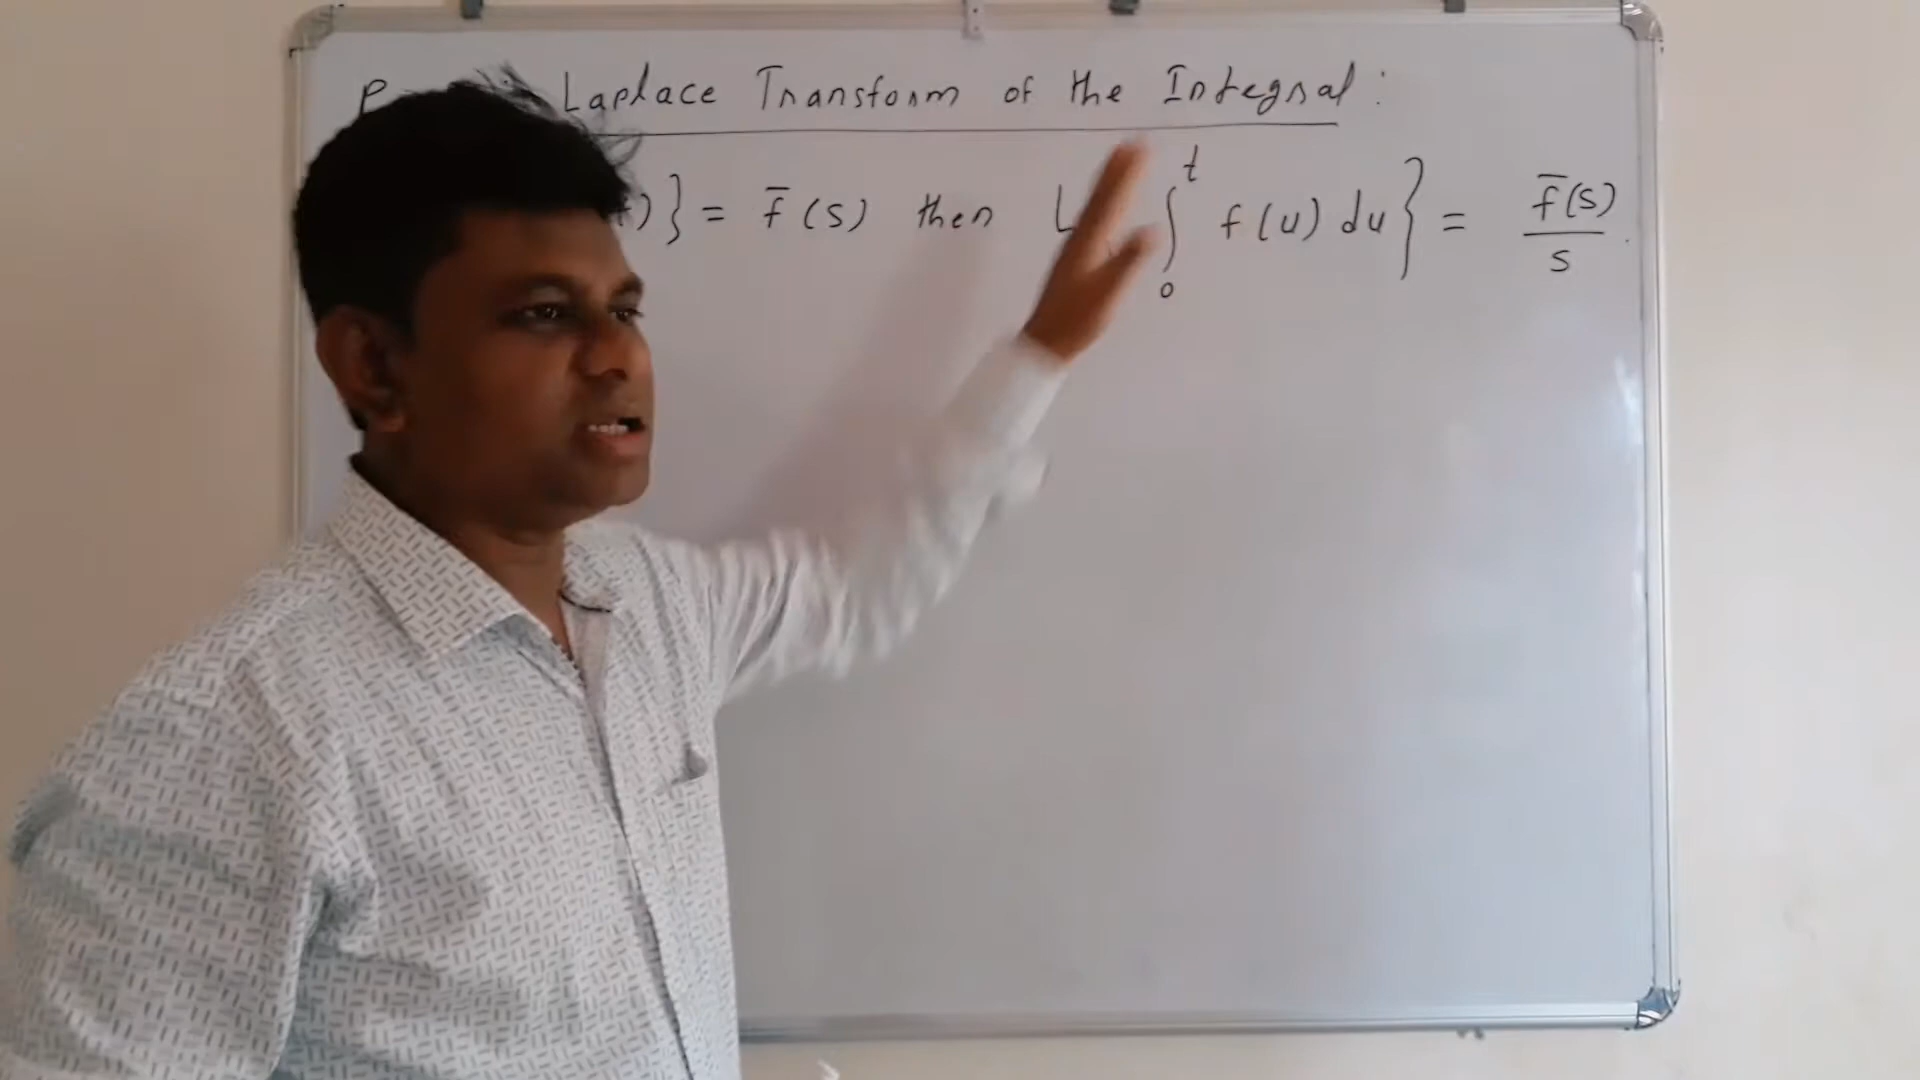 Laplace Transform of the Integral :
t) } = f̄ (s) then L ∫₀ᵗ f(u) du } = f̄(s)/s .